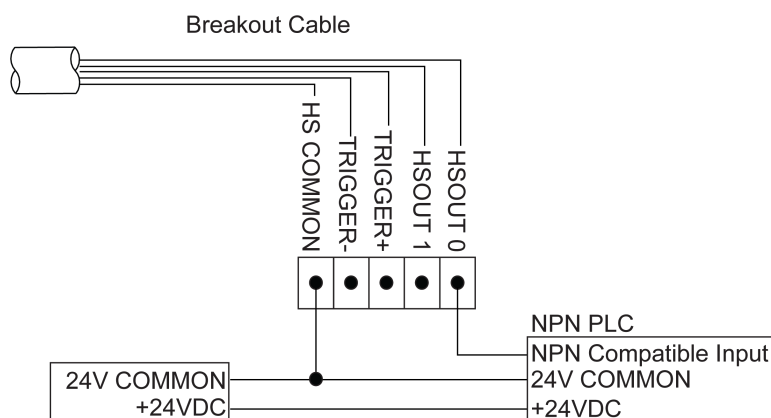 Breakout Cable
HS COMMON
TRIGGER-
TRIGGER+
HSOUT 1
HSOUT 0
NPN PLC
NPN Compatible Input
24V COMMON
24V COMMON
+24VDC
+24VDC